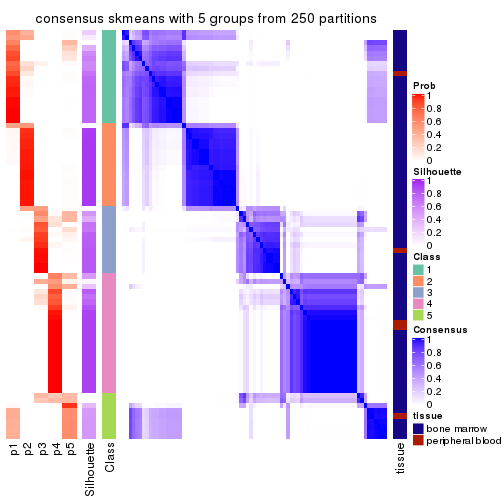 consensus skmeans with 5 groups from 250 partitions
Prob
1
0.8
0.6
0.4
0.2
0
Silhouette
1
0.8
0.6
0.4
0.2
0
Class
1
2
3
4
5
Consensus
1
0.8
0.6
0.4
0.2
0
tissue
bone marrow
peripheral blood
p1
p2
p3
p4
p5
Silhouette
Class
tissue